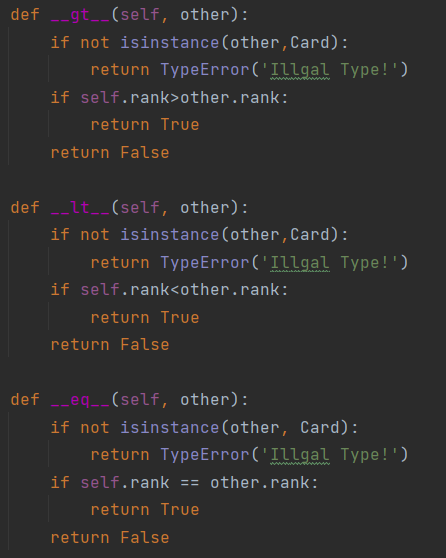 def __gt__(self, other):
    if not isinstance(other,Card):
        return TypeError('Illgal Type!')
    if self.rank>other.rank:
        return True
    return False

def __lt__(self, other):
    if not isinstance(other,Card):
        return TypeError('Illgal Type!')
    if self.rank<other.rank:
        return True
    return False

def __eq__(self, other):
    if not isinstance(other, Card):
        return TypeError('Illgal Type!')
    if self.rank == other.rank:
        return True
    return False